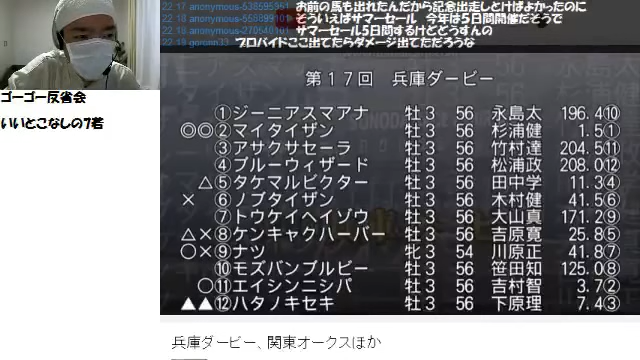 22 17 anonymous-538595351 お前の馬も出れたんだから記念出走しとけばよかったのに
22 18 anonymous-555899101 そういえばサマーセール 今年は5日間開催だそうで
22 18 anonymous-270540101 サマーセール5日間するけどどうすんの
22 19 goromn33 プロバイドここ出てたらダメージ出てただろうな
ゴーゴー反省会
いいとこなしの7着
第17回 兵庫ダービー
①ジーニアスマアナ 牡3 56 永島太 196.4⑩
◎◎②マイタイザン 牡3 56 杉浦健 1.5①
③アサクサセーラ 牡3 56 竹村達 204.5⑪
④ブルーウィザード 牡3 56 松浦政 208.0⑫
△⑤タケマルビクター 牡3 56 田中学 11.3④
× ⑥ノブタイザン 牡3 56 木村健 41.5⑥
⑦トウケイヘイゾウ 牡3 56 大山真 171.2⑨
△×⑧ケンキャクハーバー 牡3 56 吉原寛 25.8⑤
○×⑨ナツ 牝3 54 川原正 41.8⑦
⑩モズバンブルビー 牡3 56 笹田知 125.0⑧
○⑪エイシンニシパ 牡3 56 吉村智 3.7②
▲▲⑫ハタノキセキ 牡3 56 下原理 7.4③
兵庫ダービー、関東オークスほか